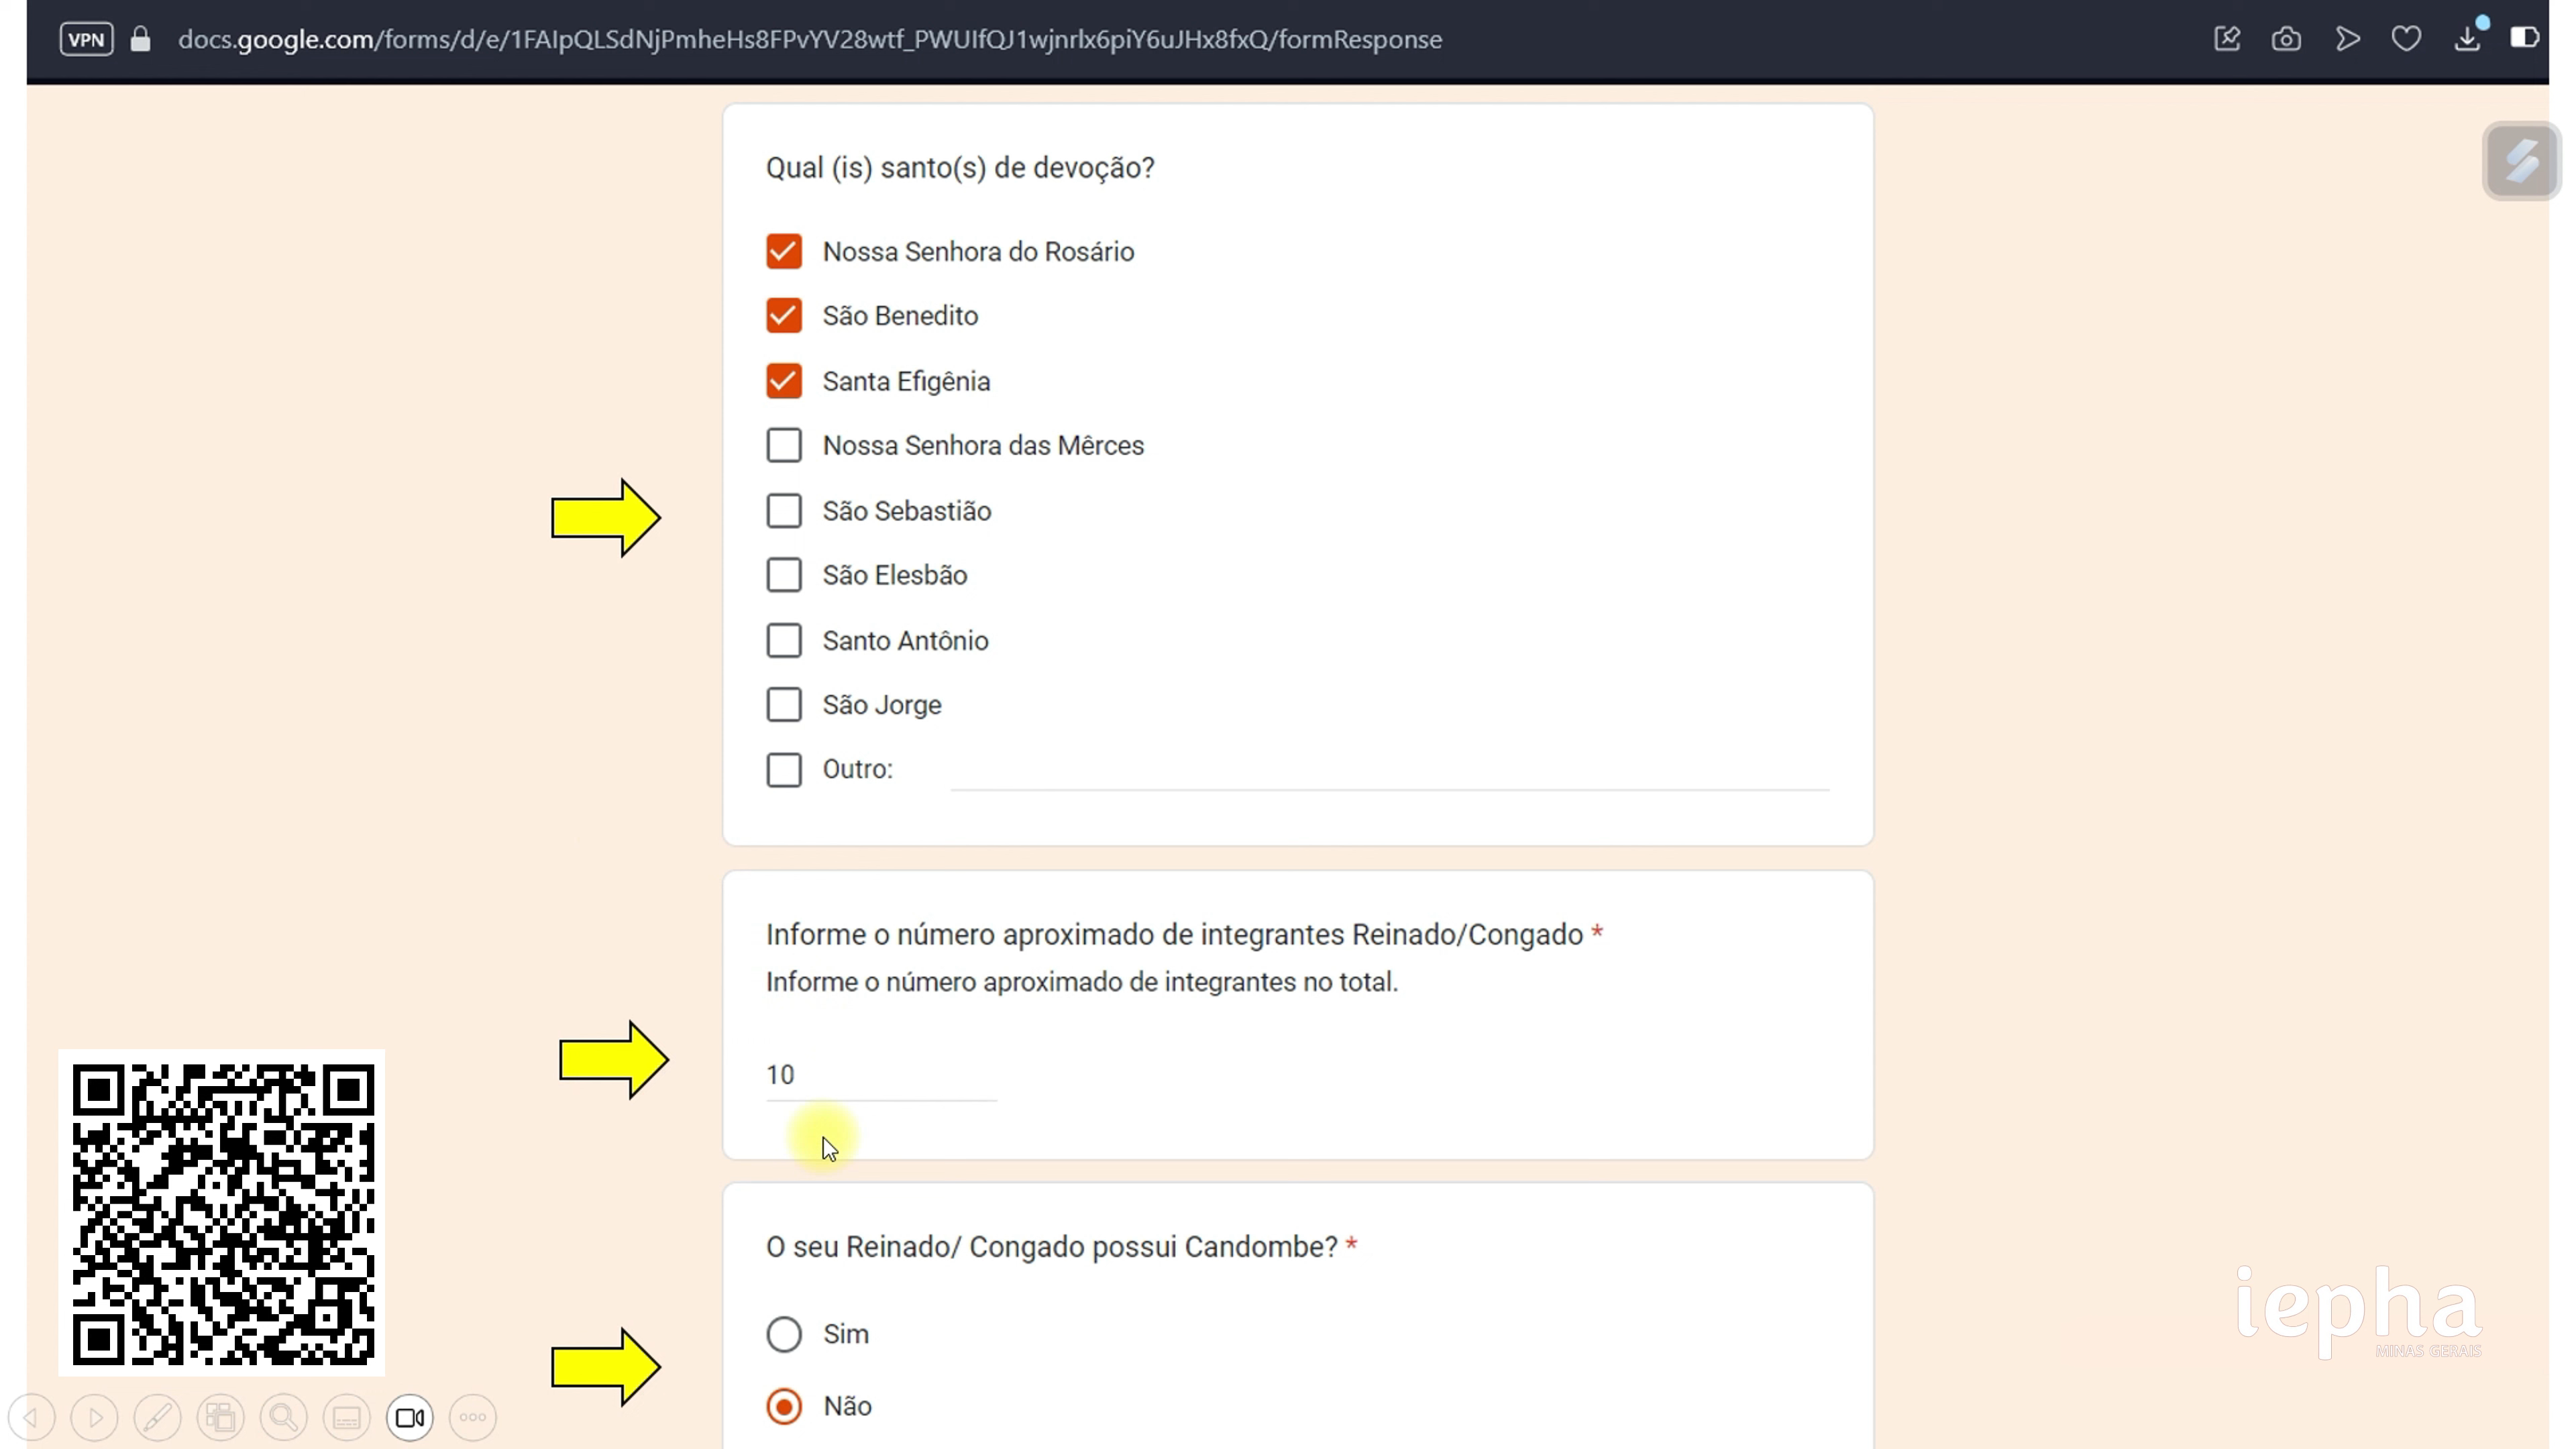 VPN docs.google.com/forms/d/e/1FAIpQLSdNjPmheHs8FPvYV28wtf_PWUIfQJ1wjnrlx6piY6uJHx8fxQ/formResponse
Qual (is) santo(s) de devoção?
Nossa Senhora do Rosário
São Benedito
Santa Efigênia
Nossa Senhora das Mêrces
São Sebastião
São Elesbão
Santo Antônio
São Jorge
Outro:
Informe o número aproximado de integrantes Reinado/Congado *
Informe o número aproximado de integrantes no total.
10
O seu Reinado/ Congado possui Candombe? *
Sim
Não
iepha
MINAS GERAIS